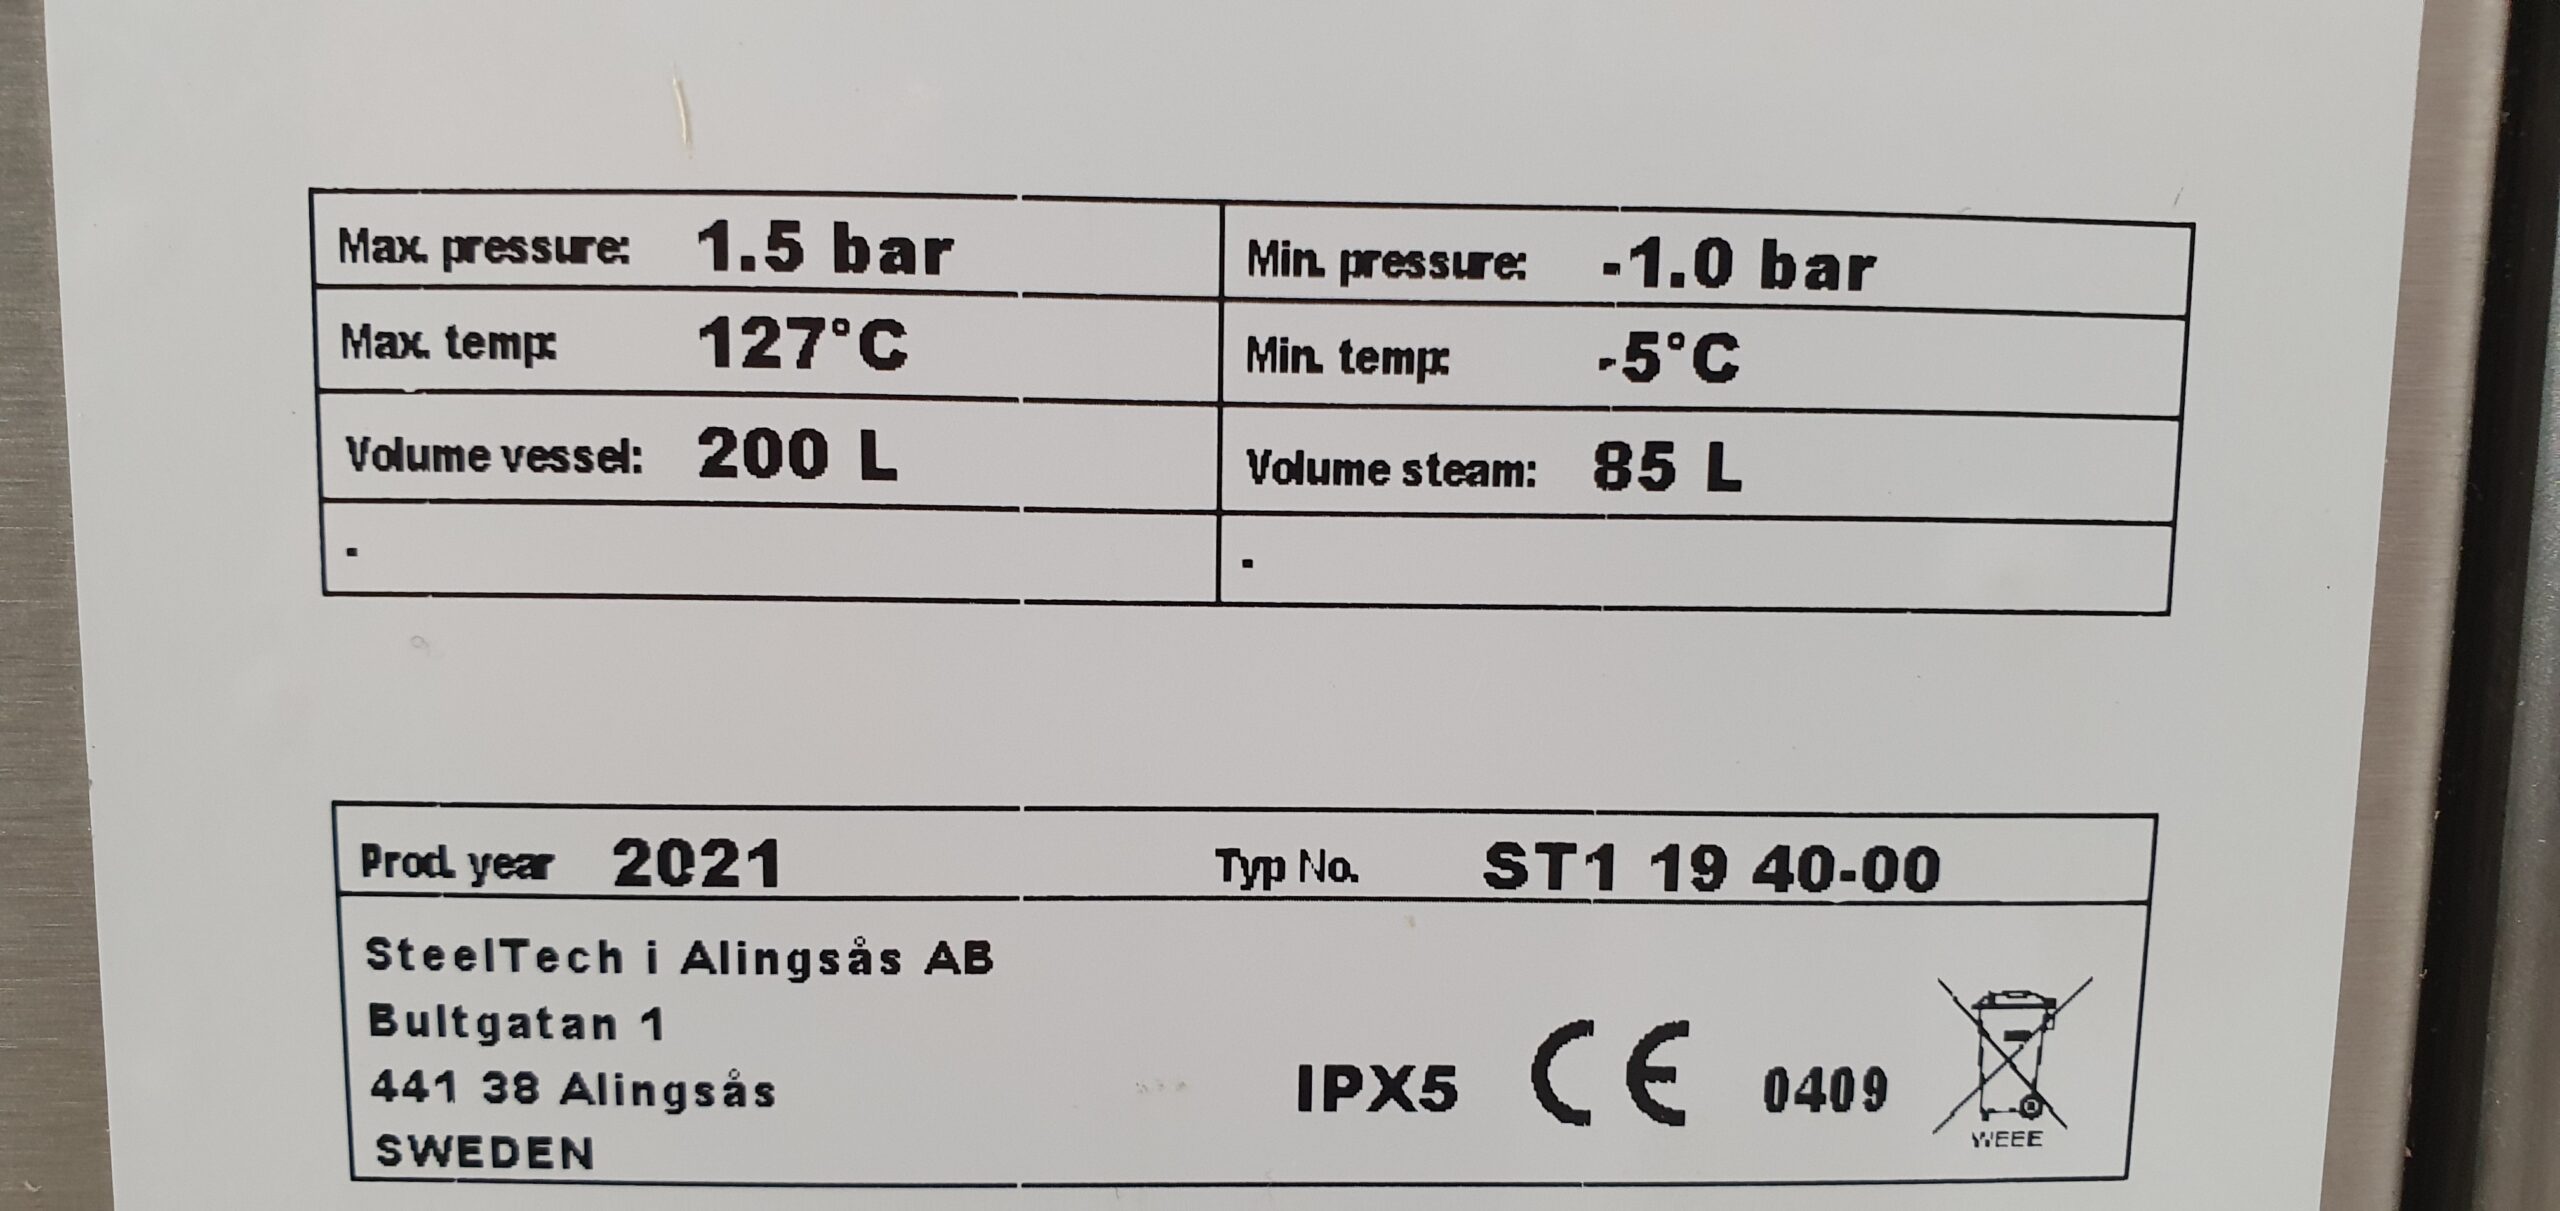 Max. pressure: 1.5 bar Min. pressure: -1.0 bar
Max. temp: 127°C Min. temp: -5°C
Volume vessel: 200 L Volume steam: 85 L
. .
Prod. year 2021 Typ No. ST1 19 40-00
SteelTech i Alingsås AB
Bultgatan 1
441 38 Alingsås
SWEDEN
IPX5 CE 0409
WEEE